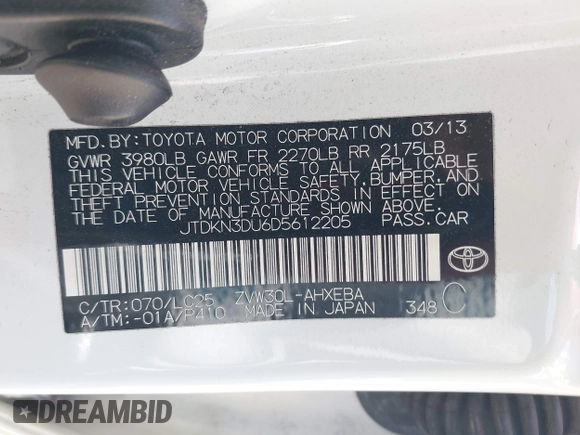 MFD. BY: TOYOTA MOTOR CORPORATION 03/13
GVWR 3980LB GAWR FR 2270LB RR 2175LB
THIS VEHICLE CONFORMS TO ALL APPLICABLE
FEDERAL MOTOR VEHICLE SAFETY, BUMPER, AND
THEFT PREVENTION STANDARDS IN EFFECT ON
THE DATE OF MANUFACTURE SHOWN ABOVE.
JTDKN3DU6D5612205 PASS. CAR
C/TR: 070/LC25 ZVW30L-AHXEBA
A/TM: -01A/P410 MADE IN JAPAN 348 C
DREAMBID